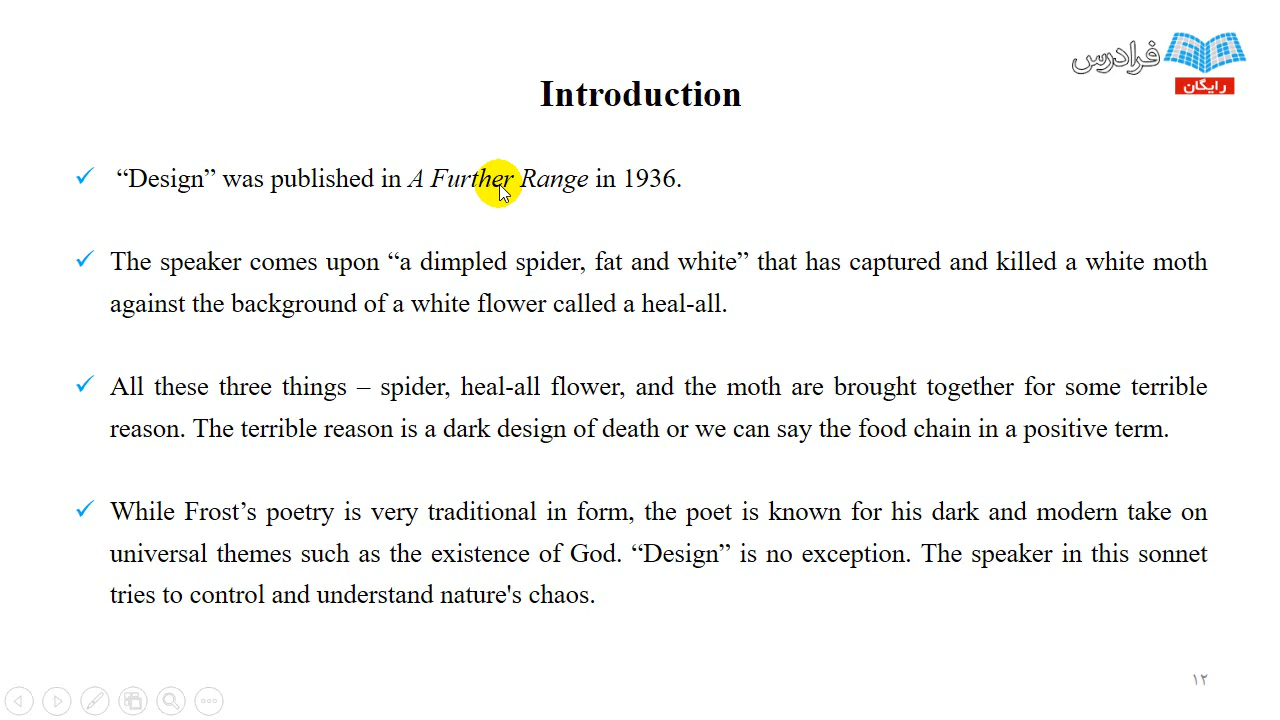 فرادرس
رایگان
Introduction
“Design” was published in A Further Range in 1936.
The speaker comes upon “a dimpled spider, fat and white” that has captured and killed a white moth
against the background of a white flower called a heal-all.
All these three things – spider, heal-all flower, and the moth are brought together for some terrible
reason. The terrible reason is a dark design of death or we can say the food chain in a positive term.
While Frost’s poetry is very traditional in form, the poet is known for his dark and modern take on
universal themes such as the existence of God. “Design” is no exception. The speaker in this sonnet
tries to control and understand nature's chaos.
۱۲